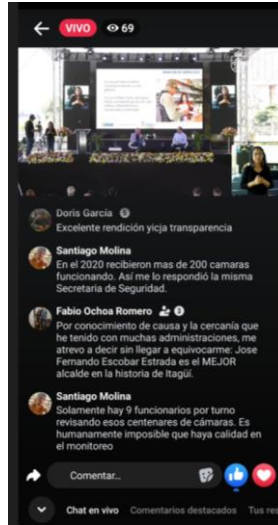 VIVO 69
Doris García
Excelente rendición yicja transparencia
Santiago Molina
En el 2020 recibieron mas de 200 camaras
funcionando. Así me lo respondió la misma
Secretaria de Seguridad.
Fabio Ochoa Romero
Por conocimiento de causa y la cercanía que
he tenido con muchas administraciones, me
atrevo a decir sin llegar a equivocarme: Jose
Fernando Escobar Estrada es el MEJOR
alcalde en la historia de Itagüí.
Santiago Molina
Solamente hay 9 funcionarios por turno
revisando esos centenares de cámaras. Es
humanamente imposible que haya calidad en
el monitoreo
Comentar...
Chat en vivo Comentarios destacados Tus res